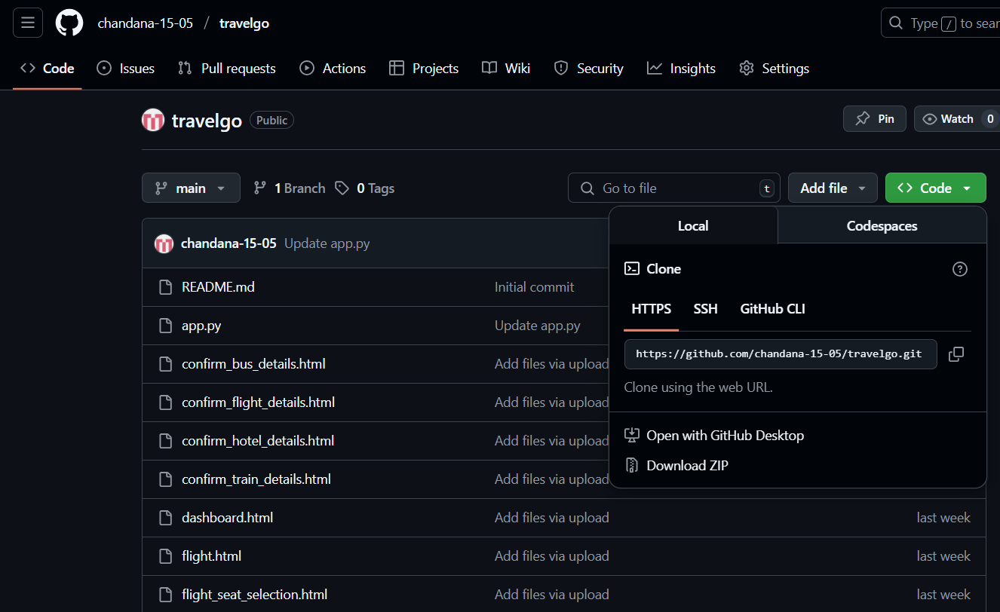 chandana-15-05 / travelgo
Type / to sear
Code Issues Pull requests Actions Projects Wiki Security Insights Settings
travelgo Public
Pin Watch 0
main 1 Branch 0 Tags
Go to file t Add file Code
Local Codespaces
chandana-15-05 Update app.py
Clone
README.md Initial commit
HTTPS SSH GitHub CLI
app.py Update app.py
https://github.com/chandana-15-05/travelgo.git
confirm_bus_details.html Add files via upload
Clone using the web URL.
confirm_flight_details.html Add files via upload
Open with GitHub Desktop
confirm_hotel_details.html Add files via upload
Download ZIP
confirm_train_details.html Add files via upload
dashboard.html Add files via upload last week
flight.html Add files via upload last week
flight_seat_selection.html Add files via upload last week